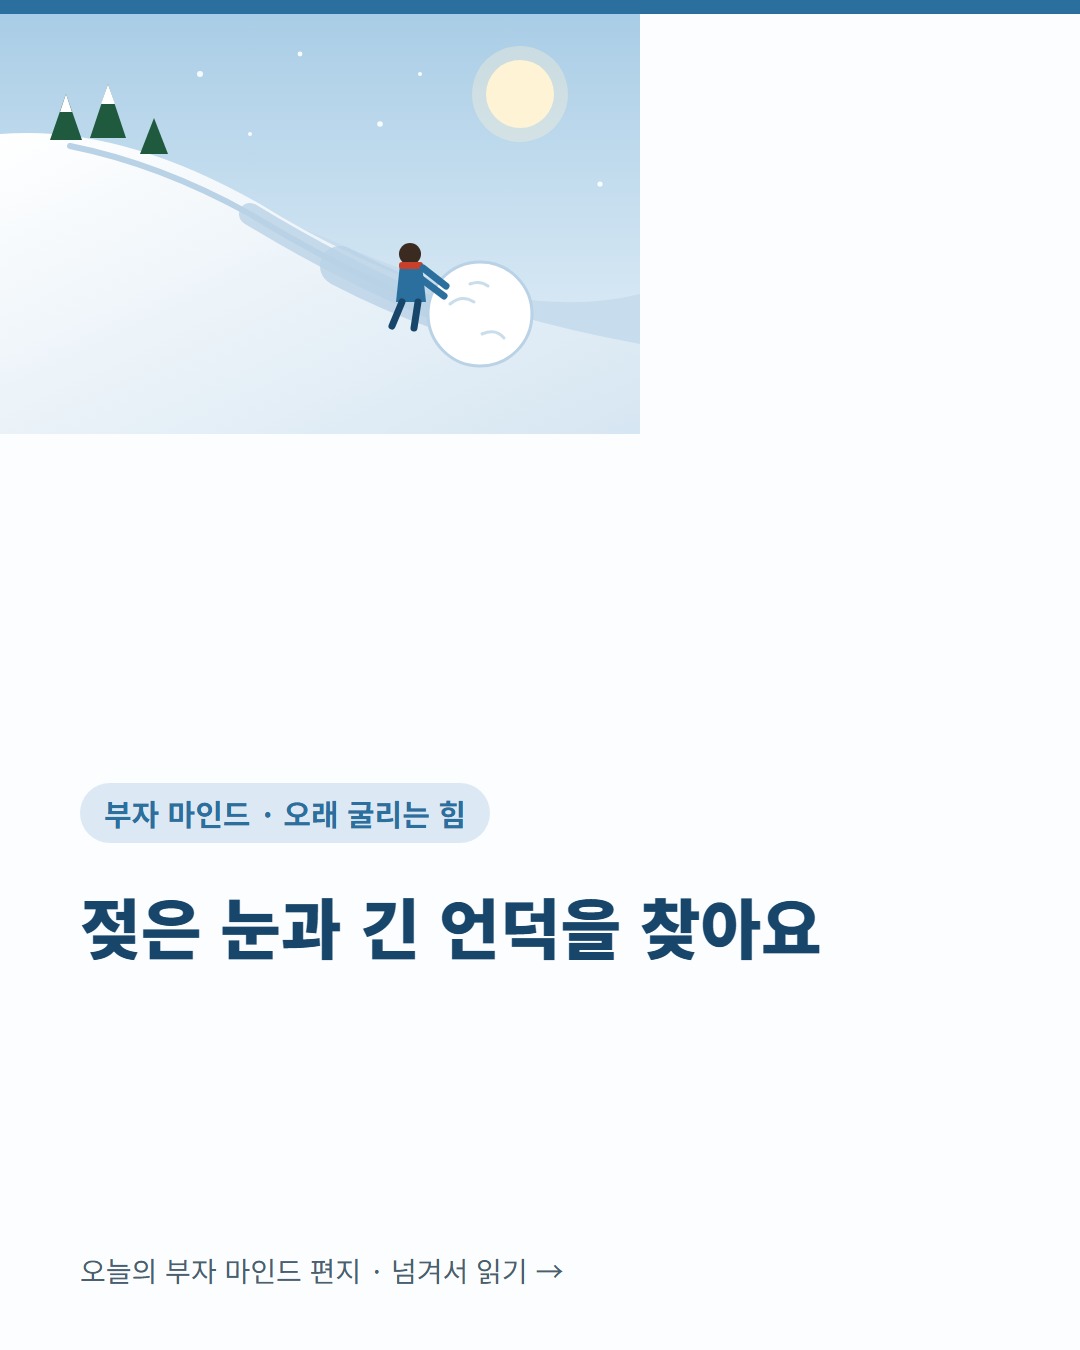 부자 마인드 · 오래 굴리는 힘
젖은 눈과 긴 언덕을 찾아요
오늘의 부자 마인드 편지 · 넘겨서 읽기 →